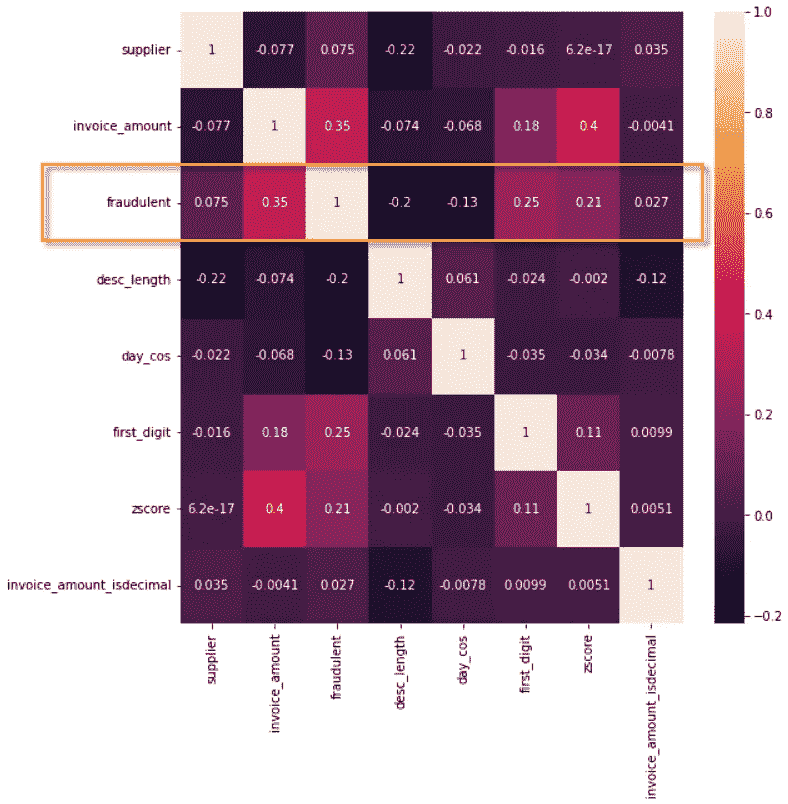 supplier 1 -0.077 0.075 -0.22 -0.022 -0.016 6.2e-17 0.035
invoice_amount -0.077 1 0.35 -0.074 -0.068 0.18 0.4 -0.0041
fraudulent 0.075 0.35 1 -0.2 -0.13 0.25 0.21 0.027
desc_length -0.22 -0.074 -0.2 1 0.061 -0.024 -0.002 -0.12
day_cos -0.022 -0.068 -0.13 0.061 1 -0.035 -0.034 -0.0078
first_digit -0.016 0.18 0.25 -0.024 -0.035 1 0.11 0.0099
zscore 6.2e-17 0.4 0.21 -0.002 -0.034 0.11 1 0.0051
invoice_amount_isdecimal 0.035 -0.0041 0.027 -0.12 -0.0078 0.0099 0.0051 1
supplier
invoice_amount
fraudulent
desc_length
day_cos
first_digit
zscore
invoice_amount_isdecimal
1.0
0.8
0.6
0.4
0.2
0.0
−0.2